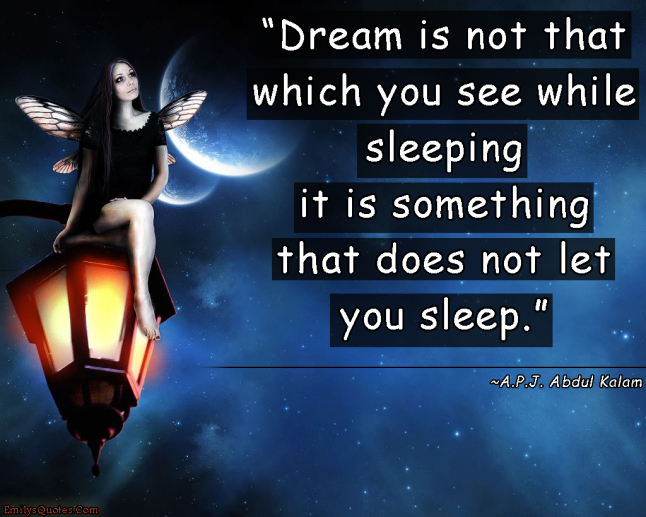 “Dream is not that
which you see while
sleeping
it is something
that does not let
you sleep.”
~A.P.J. Abdul Kalam
EmilysQuotes.Com